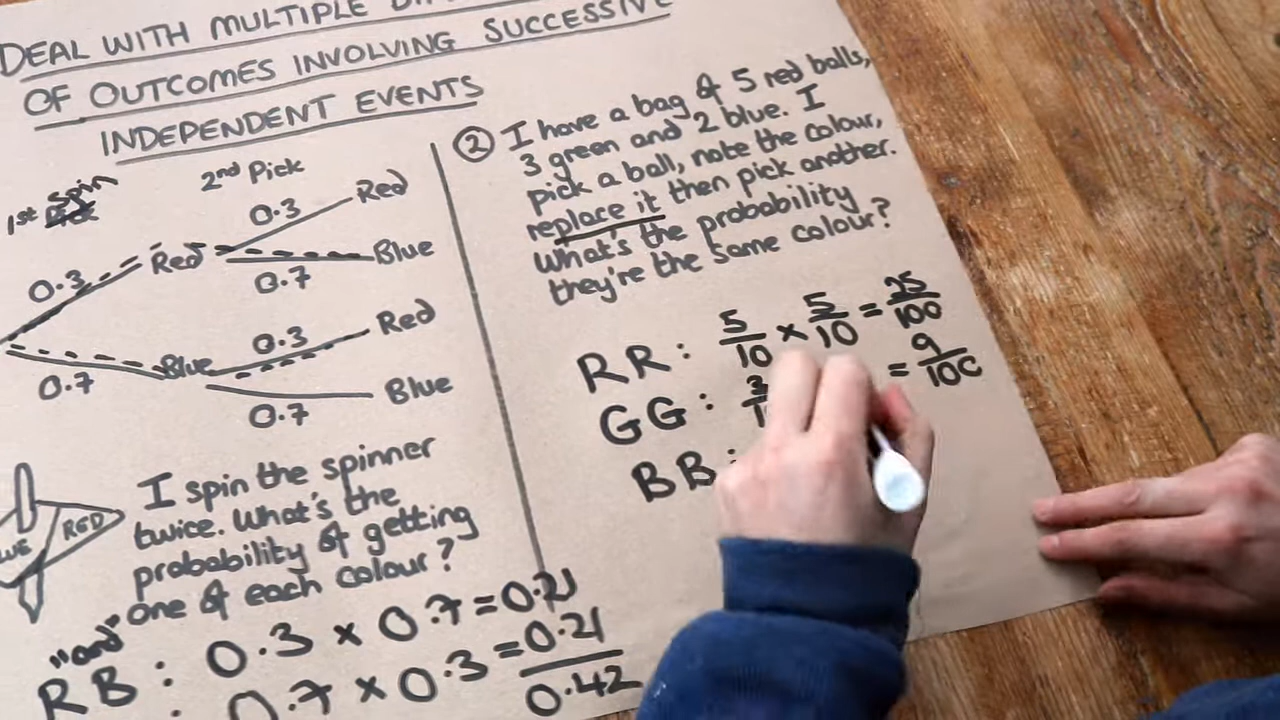 DEAL WITH MULTIPLE
OF OUTCOMES INVOLVING SUCCESSIVE
INDEPENDENT EVENTS
1st Spin
2nd Pick
0.3
Red
0.3
Red
0.7
Blue
0.7
Blue
0.3
Red
0.7
Blue
RED
I spin the spinner
twice. What's the
probability of getting
one of each colour?
"and"
RB: 0.3 × 0.7 = 0.21
: 0.7 × 0.3 = 0.21
0.42
② I have a bag of 5 red balls,
3 green and 2 blue. I
pick a ball, note the colour,
replace it then pick another.
What's the probability
they're the same colour?
RR: 5/10 × 5/10 = 25/100
GG: = 9/100
BB: